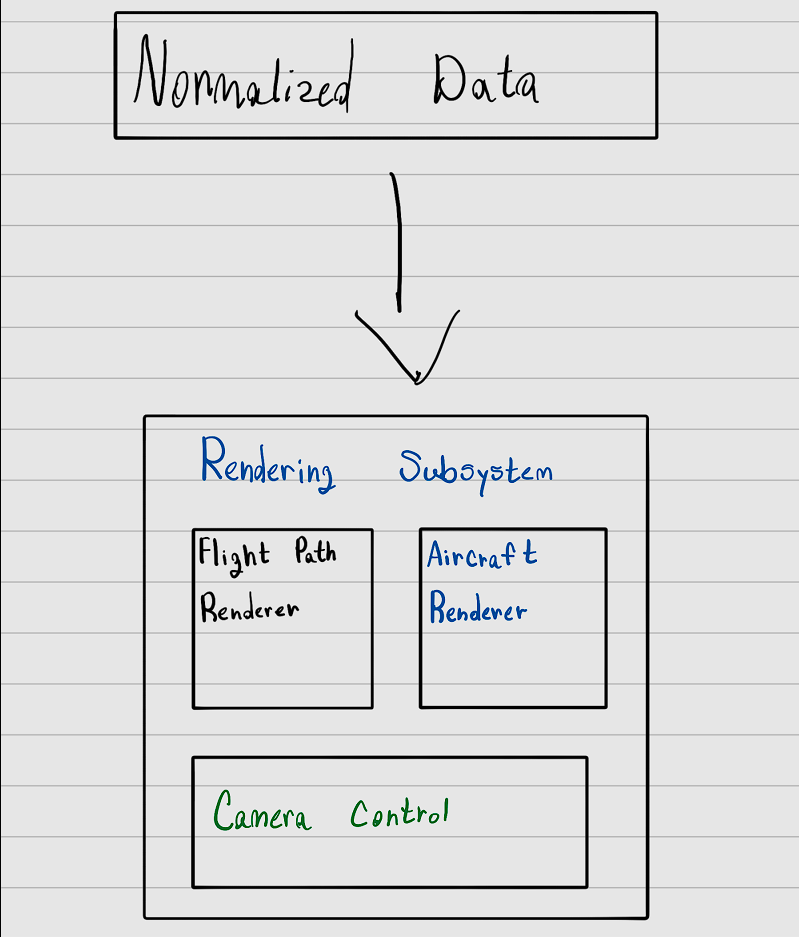 Normalized Data
Rendering Subsystem
Flight Path
Renderer
Aircraft
Renderer
Camera Control